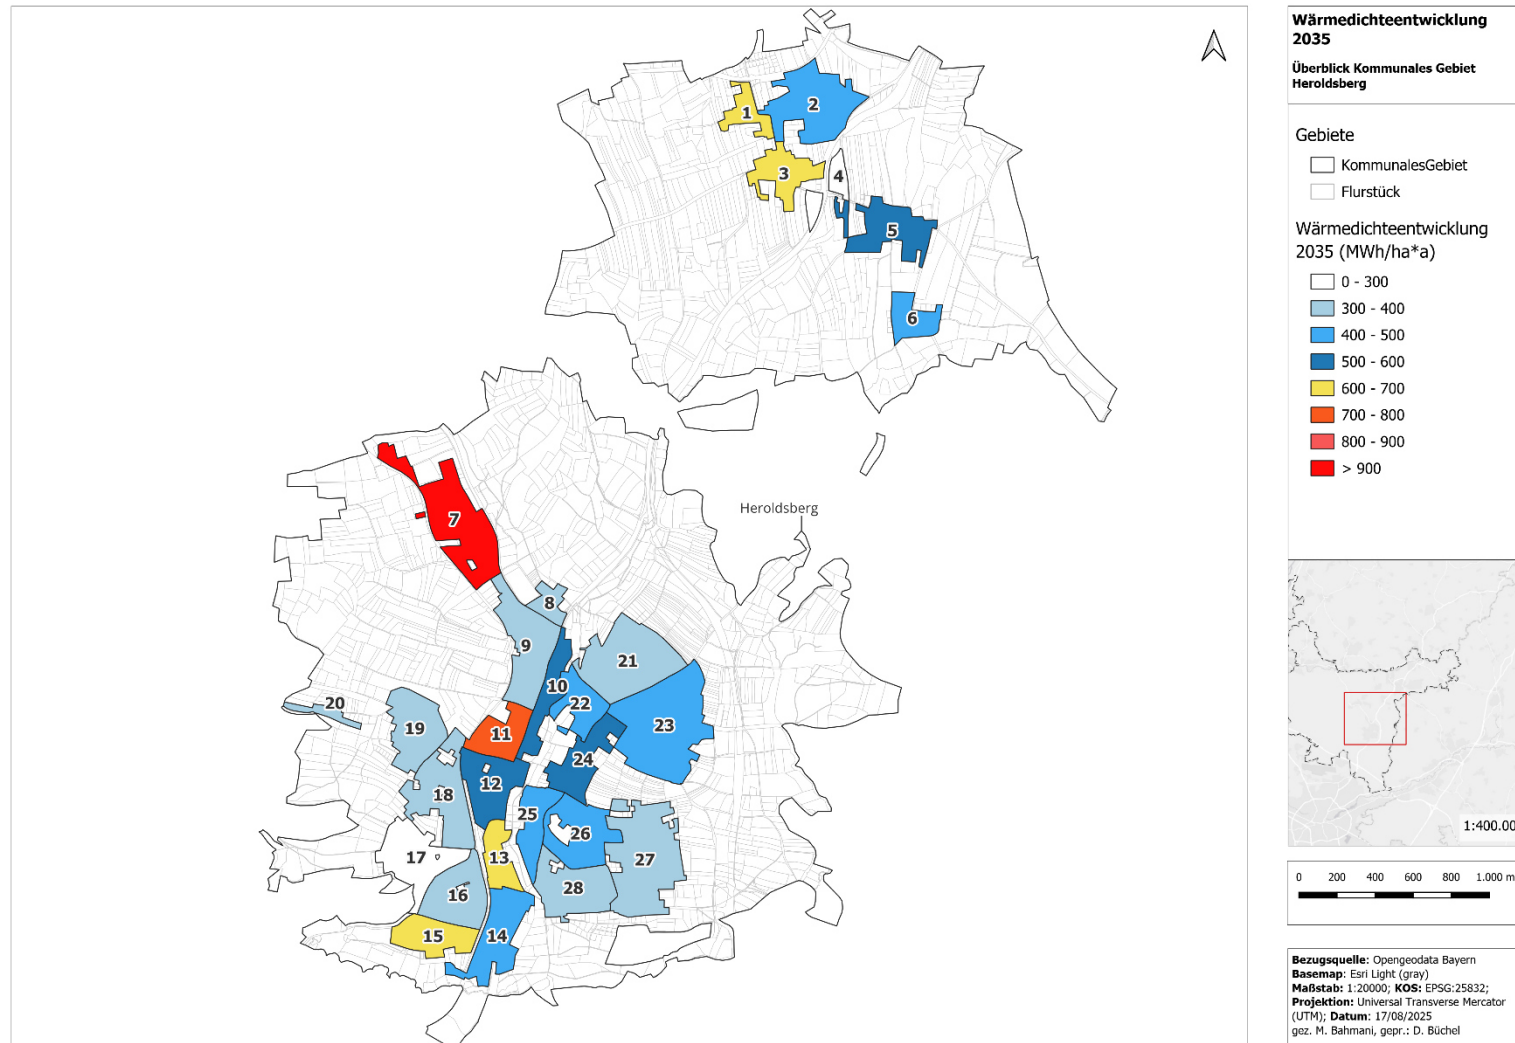 Wärmedichteentwicklung
2035
Überblick Kommunales Gebiet
Heroldsberg
Gebiete
KommunalesGebiet
Flurstück
Wärmedichteentwicklung
2035 (MWh/ha*a)
0 - 300
300 - 400
400 - 500
500 - 600
600 - 700
700 - 800
800 - 900
> 900
1
2
3
4
5
6
7
Heroldsberg
8
9
10
11
12
13
14
15
16
17
18
19
20
21
22
23
24
25
26
27
28
1:400.00
0 200 400 600 800 1.000 m
Bezugsquelle: Opengeodata Bayern
Basemap: Esri Light (gray)
Maßstab: 1:20000; KOS: EPSG:25832;
Projektion: Universal Transverse Mercator
(UTM); Datum: 17/08/2025
gez. M. Bahmani, gepr.: D. Büchel